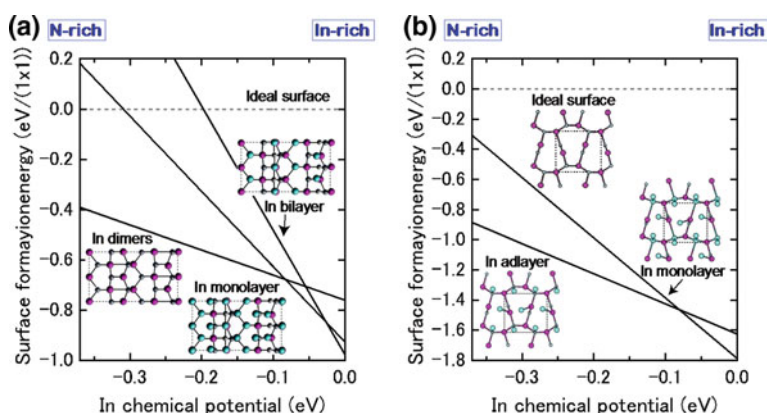 (a) N-rich In-rich
Surface formayionenergy (eV/(1x1))
0.2
0.0
−0.2
−0.4
−0.6
−0.8
−1.0
Ideal surface
In bilayer
In dimers
In monolayer
−0.3 −0.2 −0.1 0.0
In chemical potential (eV)
(b) N-rich In-rich
Surface formayionenergy (eV/(1x1))
0.2
0.0
−0.2
−0.4
−0.6
−0.8
−1.0
−1.2
−1.4
−1.6
−1.8
Ideal surface
In monolayer
In adlayer
−0.3 −0.2 −0.1 0.0
In chemical potential (eV)